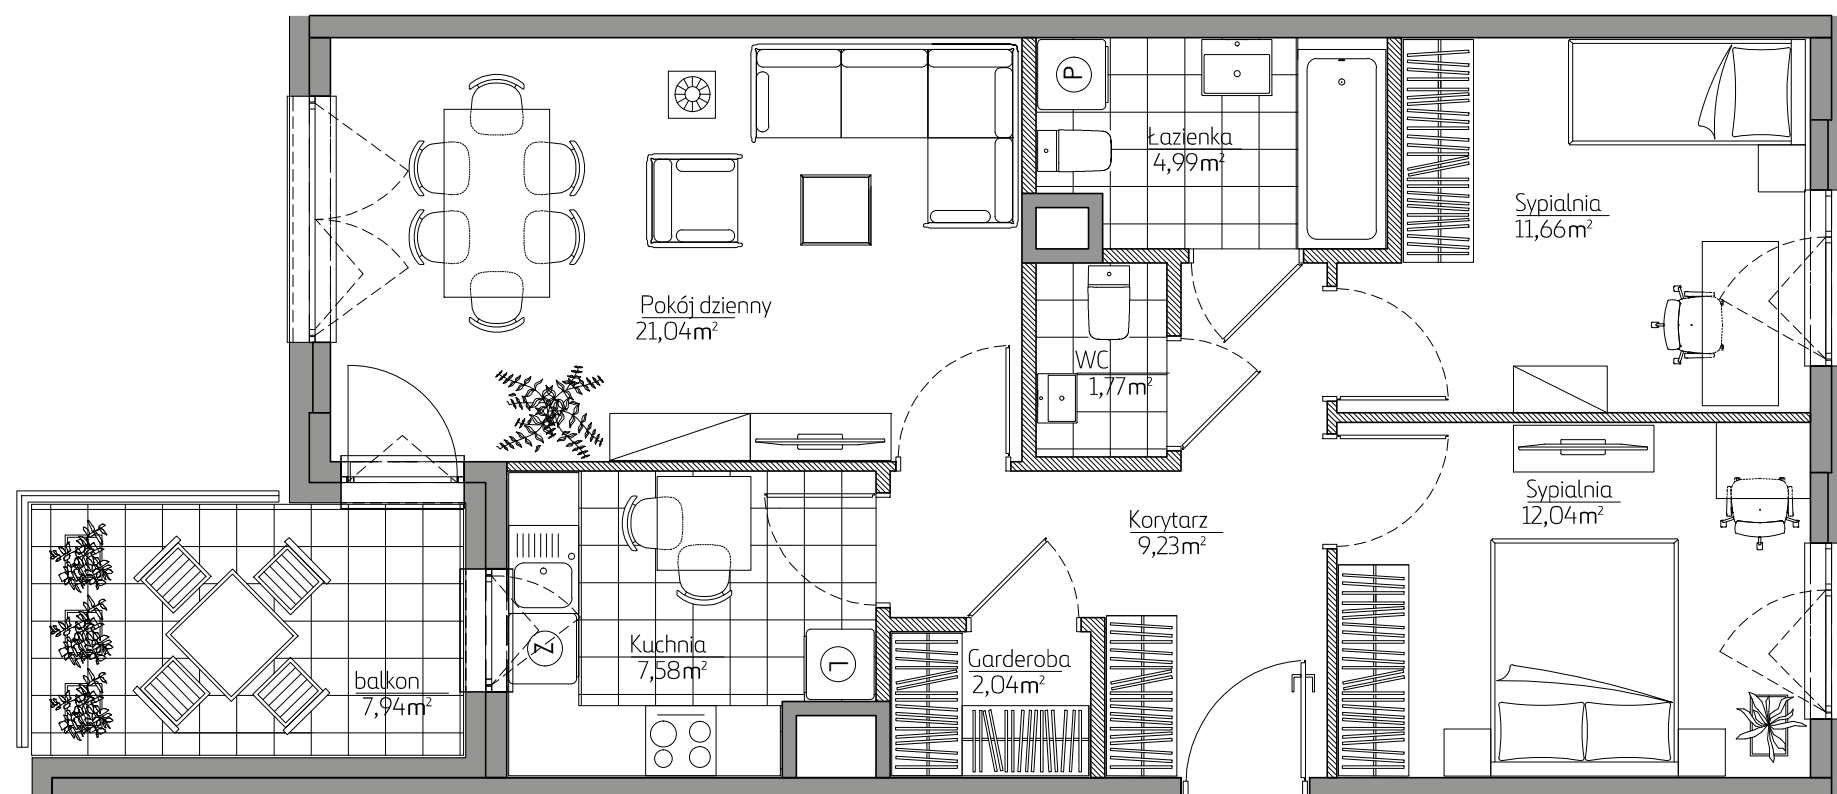 P
Łazienka
4,99m²
Sypialnia
11,66m²
Pokój dzienny
21,04m²
WC
1,77m²
Sypialnia
12,04m²
Korytarz
9,23m²
Kuchnia
7,58m²
Z
L
Garderoba
2,04m²
balkon
7,94m²